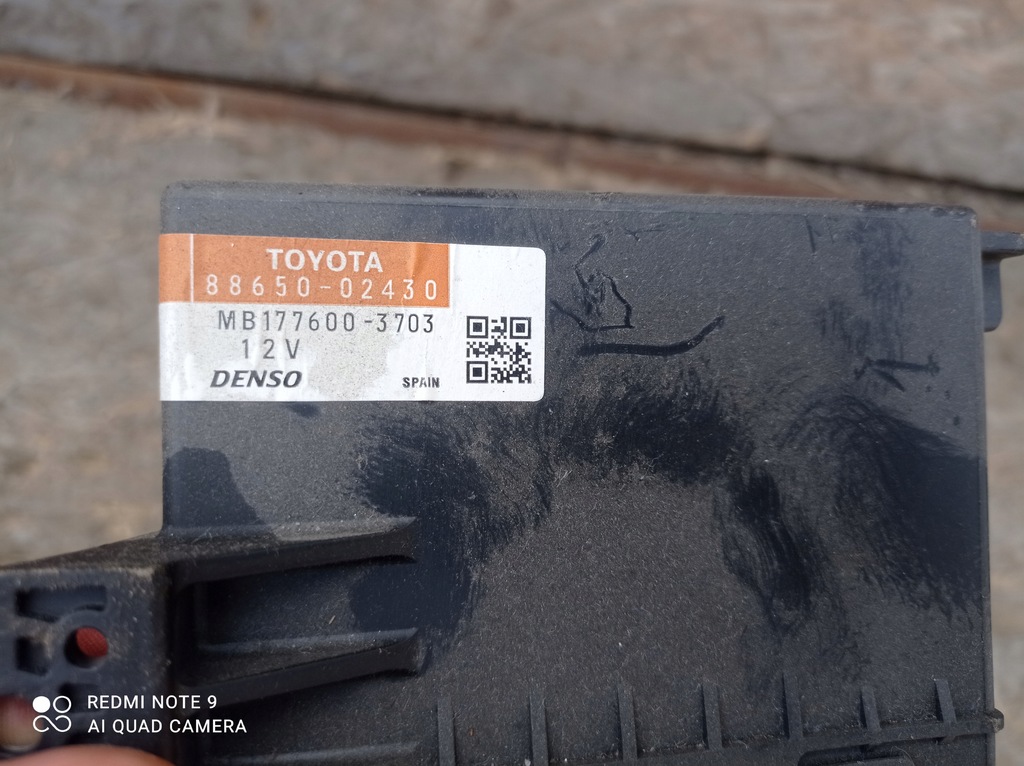 TOYOTA
88650-02430
MB177600-3703
12V
DENSO
SPAIN
REDMI NOTE 9
AI QUAD CAMERA